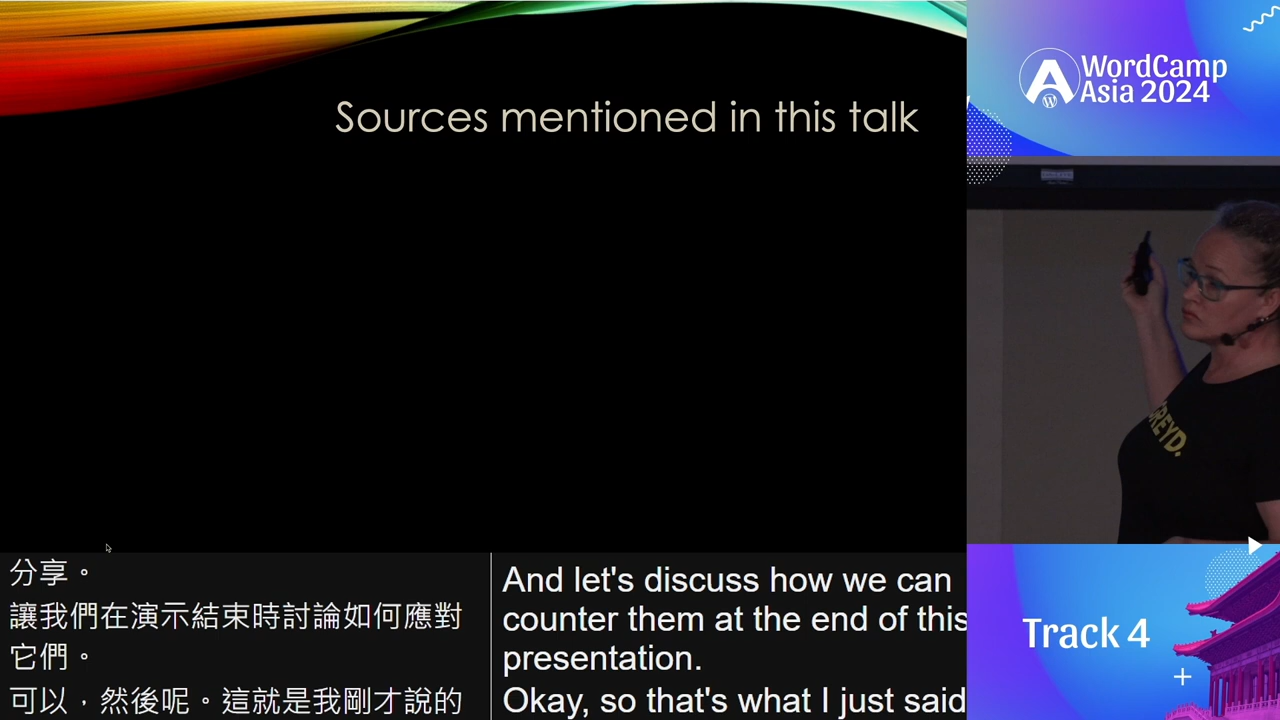 Sources mentioned in this talk
WordCamp
Asia 2024
GREYD.
分享。
讓我們在演示結束時討論如何應對
它們。
可以，然後呢。這就是我剛才說的
And let's discuss how we can
counter them at the end of this
presentation.
Okay, so that's what I just said
Track 4